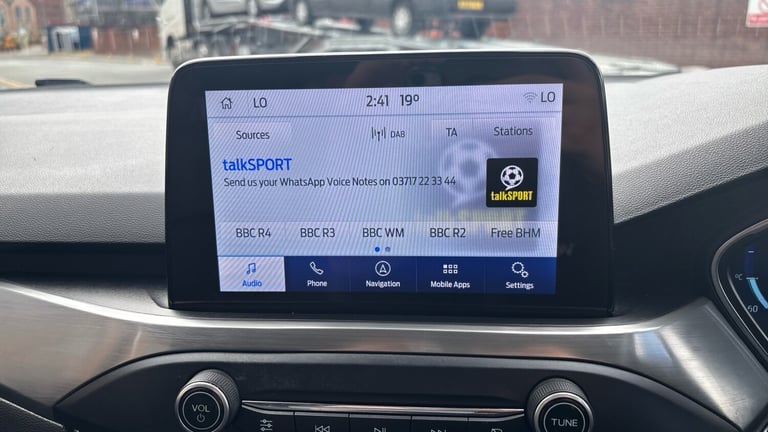 LO 2:41 19° LO
Sources DAB TA Stations
talkSPORT
Send us your WhatsApp Voice Notes on 03717 22 33 44
talkSPORT
BBC R4 BBC R3 BBC WM BBC R2 Free BHM
Audio Phone Navigation Mobile Apps Settings
°C
60
VOL
TUNE